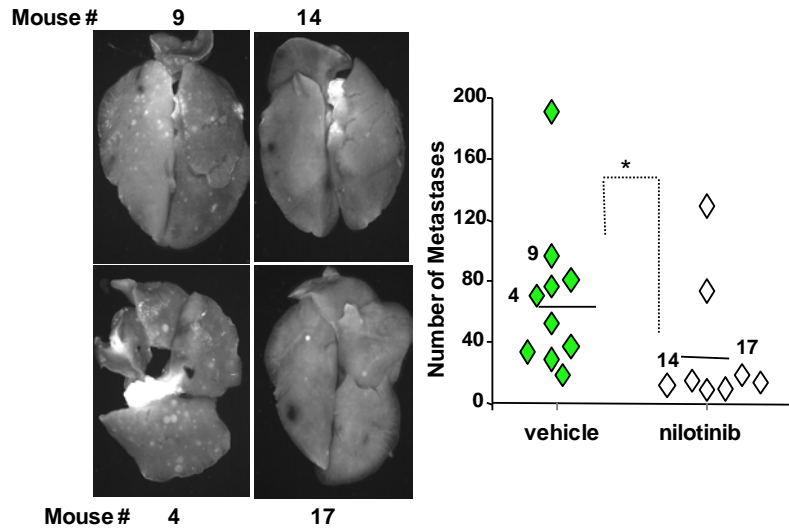 Mouse # 9 14
Mouse # 4 17
Number of Metastases
200
160
120
80
40
0
*
9
4
14
17
vehicle nilotinib